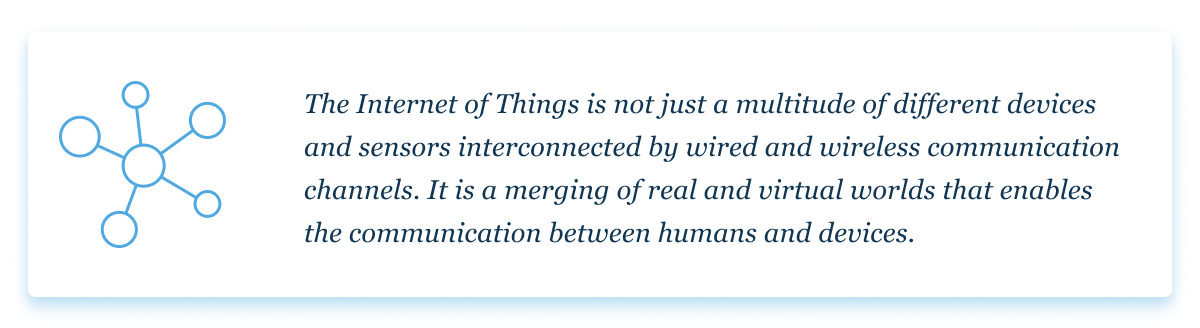 The Internet of Things is not just a multitude of different devices
and sensors interconnected by wired and wireless communication
channels. It is a merging of real and virtual worlds that enables
the communication between humans and devices.